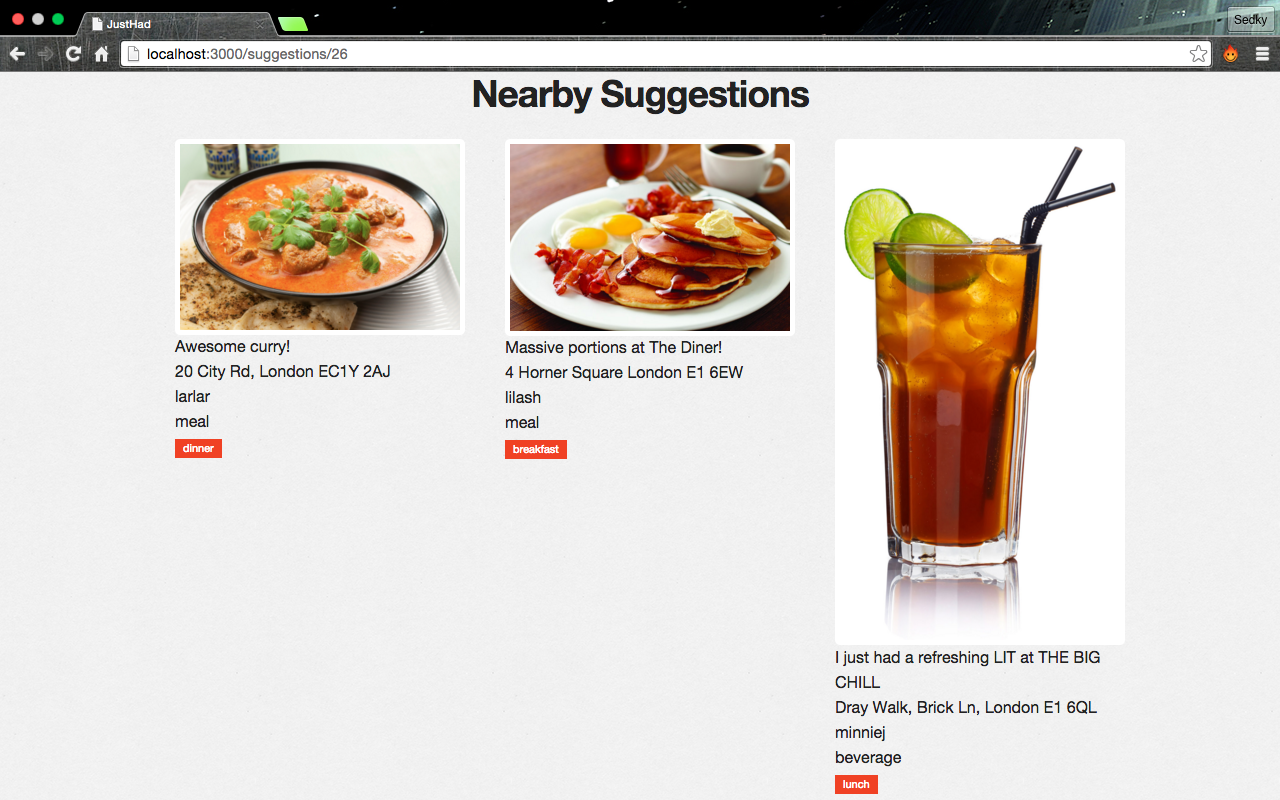 JustHad
Sedky
localhost:3000/suggestions/26
Nearby Suggestions
Awesome curry!
20 City Rd, London EC1Y 2AJ
larlar
meal
dinner
Massive portions at The Diner!
4 Horner Square London E1 6EW
lilash
meal
breakfast
I just had a refreshing LIT at THE BIG
CHILL
Dray Walk, Brick Ln, London E1 6QL
minniej
beverage
lunch